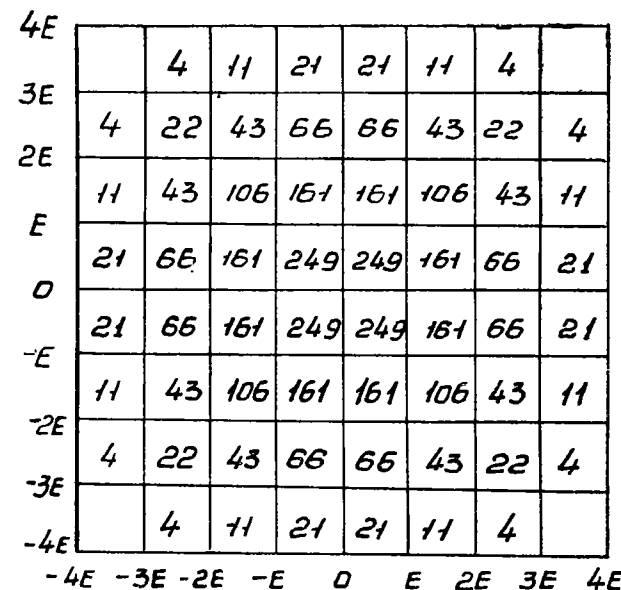 4E
4 11 21 21 11 4
3E
4 22 43 66 66 43 22 4
2E
11 43 106 161 161 106 43 11
E
21 66 161 249 249 161 66 21
0
21 66 161 249 249 161 66 21
-E
11 43 106 161 161 106 43 11
-2E
4 22 43 66 66 43 22 4
-3E
4 11 21 21 11 4
-4E
-4E -3E -2E -E 0 E 2E 3E 4E